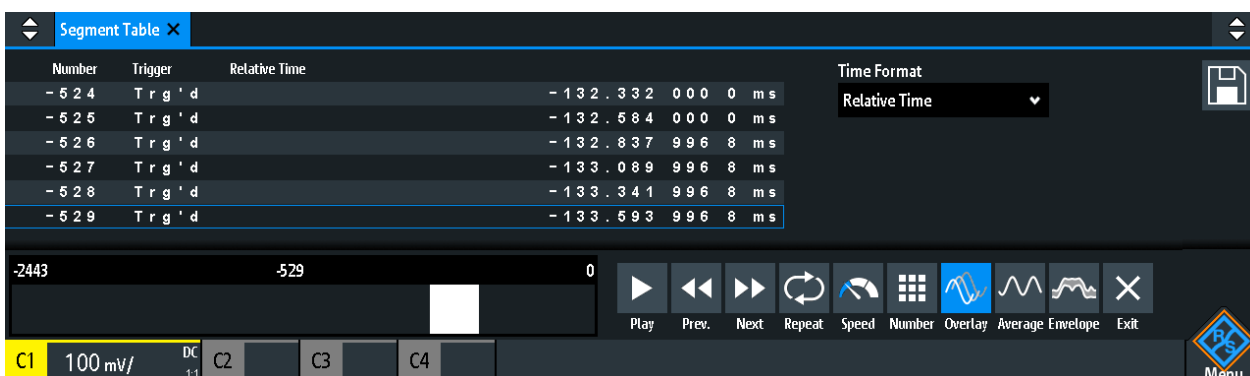 Segment Table ×
Number Trigger Relative Time
-524 Trg'd -132.332 000 0 ms
-525 Trg'd -132.584 000 0 ms
-526 Trg'd -132.837 996 8 ms
-527 Trg'd -133.089 996 8 ms
-528 Trg'd -133.341 996 8 ms
-529 Trg'd -133.593 996 8 ms
Time Format
Relative Time
-2443 -529 0
Play Prev. Next Repeat Speed Number Overlay Average Envelope Exit
C1 100 mV/ DC 1:1 C2 C3 C4
R&S
Menu